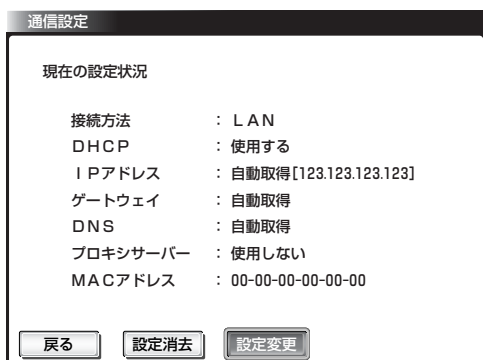 通信設定
現在の設定状況
接続方法 : LAN
DHCP : 使用する
IPアドレス : 自動取得[123.123.123.123]
ゲートウェイ : 自動取得
DNS : 自動取得
プロキシサーバー : 使用しない
MACアドレス : 00-00-00-00-00-00
戻る 設定消去 設定変更